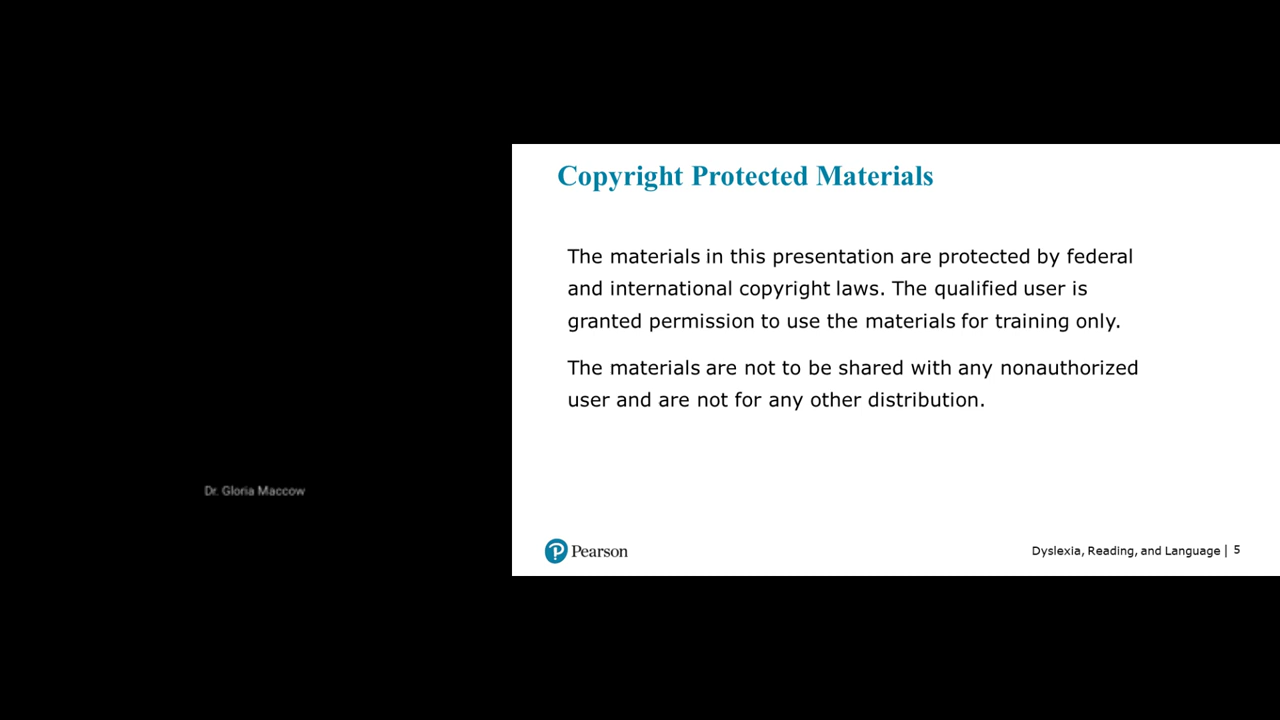 Copyright Protected Materials
The materials in this presentation are protected by federal
and international copyright laws. The qualified user is
granted permission to use the materials for training only.
The materials are not to be shared with any nonauthorized
user and are not for any other distribution.
Dr. Gloria Maccow
Pearson
Dyslexia, Reading, and Language | 5